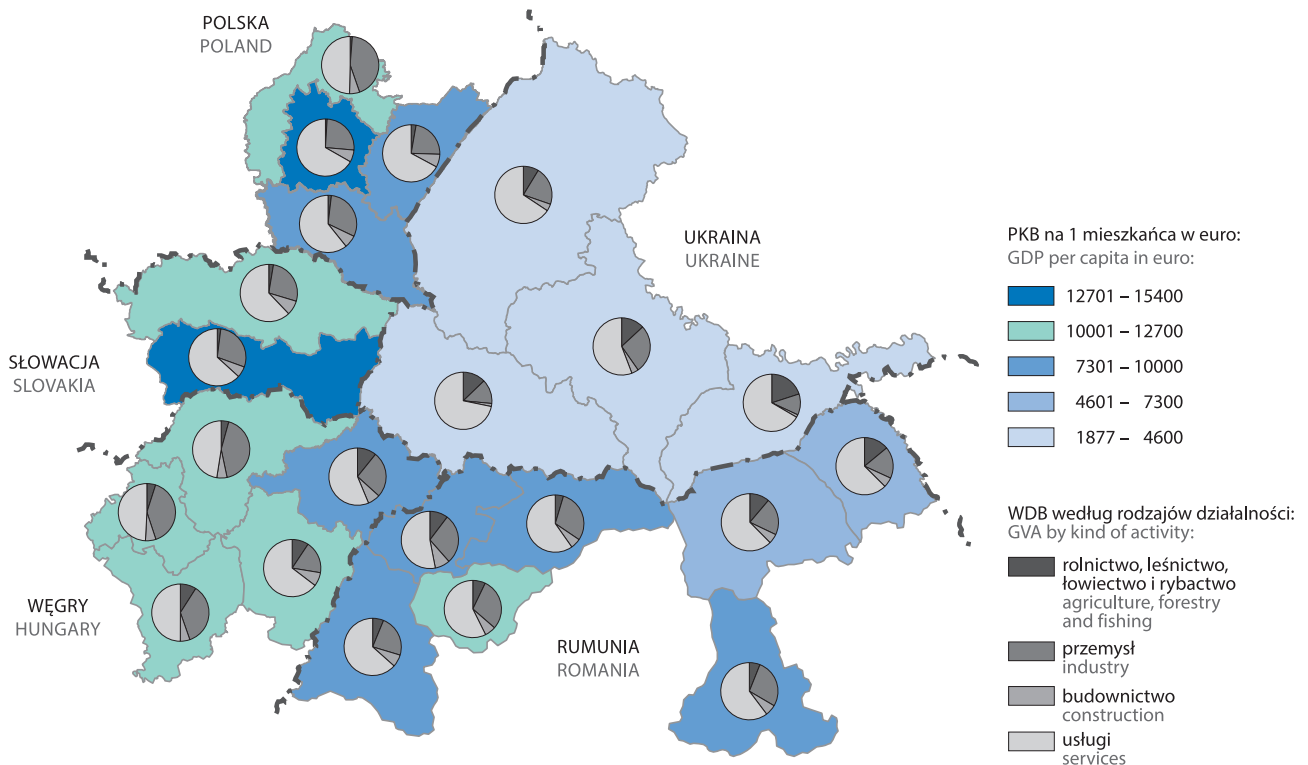 POLSKA
POLAND
UKRAINA
UKRAINE
SŁOWACJA
SLOVAKIA
WĘGRY
HUNGARY
RUMUNIA
ROMANIA
PKB na 1 mieszkańca w euro:
GDP per capita in euro:
12701 – 15400
10001 – 12700
7301 – 10000
4601 – 7300
1877 – 4600
WDB według rodzajów działalności:
GVA by kind of activity:
rolnictwo, leśnictwo,
łowiectwo i rybactwo
agriculture, forestry
and fishing
przemysł
industry
budownictwo
construction
usługi
services